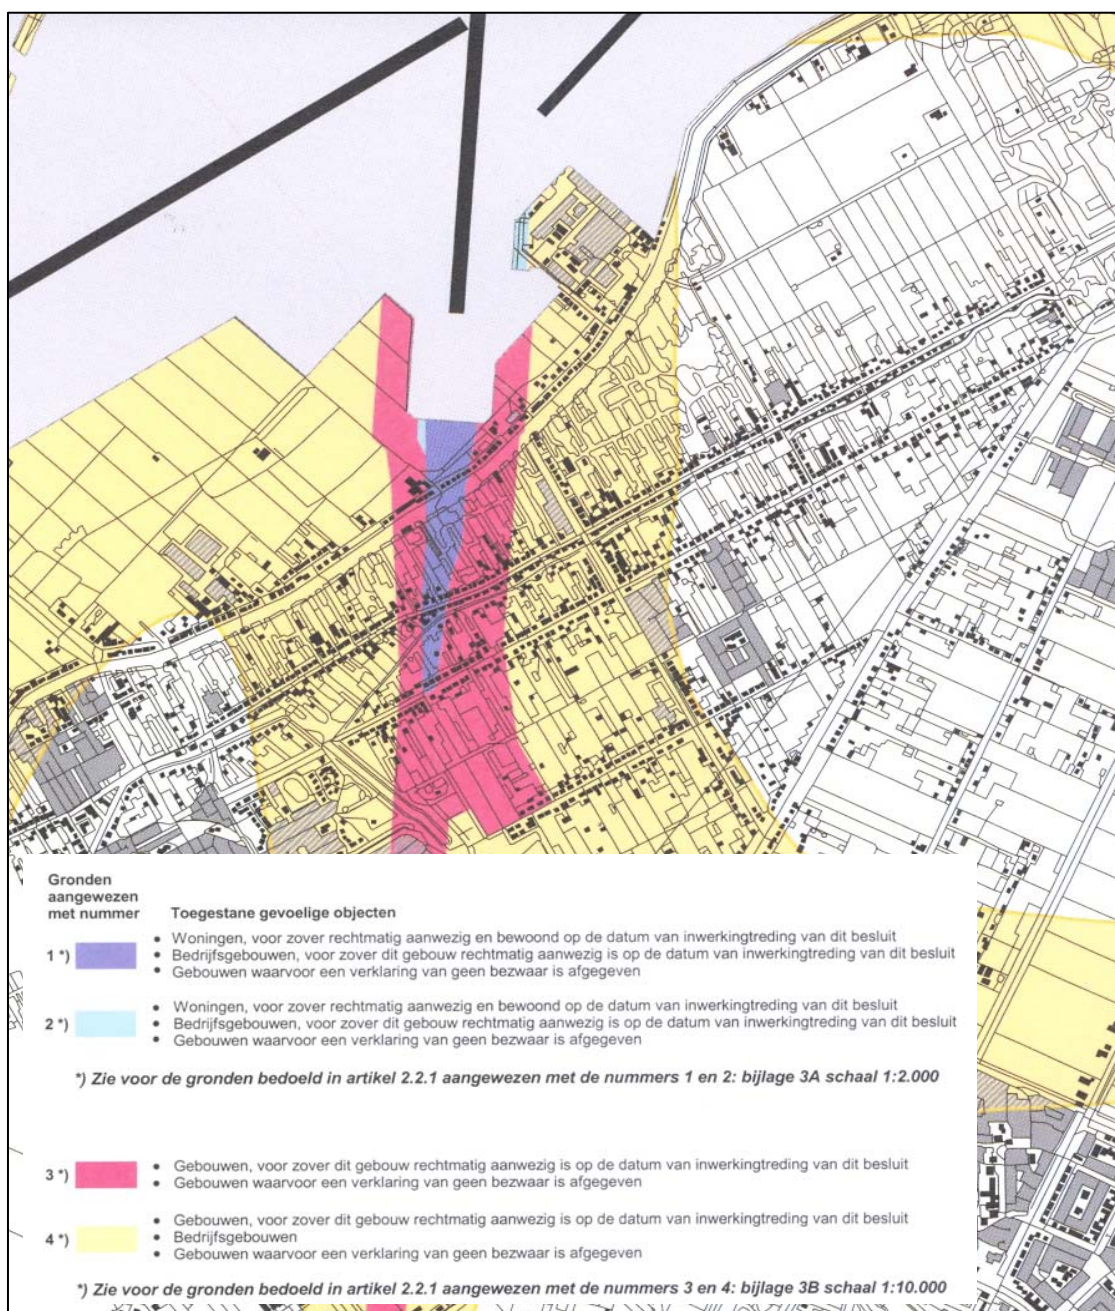 Gronden
aangewezen
met nummer Toegestane gevoelige objecten
1 *) • Woningen, voor zover rechtmatig aanwezig en bewoond op de datum van inwerkingtreding van dit besluit
• Bedrijfsgebouwen, voor zover dit gebouw rechtmatig aanwezig is op de datum van inwerkingtreding van dit besluit
• Gebouwen waarvoor een verklaring van geen bezwaar is afgegeven
2 *) • Woningen, voor zover rechtmatig aanwezig en bewoond op de datum van inwerkingtreding van dit besluit
• Bedrijfsgebouwen, voor zover dit gebouw rechtmatig aanwezig is op de datum van inwerkingtreding van dit besluit
• Gebouwen waarvoor een verklaring van geen bezwaar is afgegeven
*) Zie voor de gronden bedoeld in artikel 2.2.1 aangewezen met de nummers 1 en 2: bijlage 3A schaal 1:2.000
3 *) • Gebouwen, voor zover dit gebouw rechtmatig aanwezig is op de datum van inwerkingtreding van dit besluit
• Gebouwen waarvoor een verklaring van geen bezwaar is afgegeven
4 *) • Gebouwen, voor zover dit gebouw rechtmatig aanwezig is op de datum van inwerkingtreding van dit besluit
• Bedrijfsgebouwen
• Gebouwen waarvoor een verklaring van geen bezwaar is afgegeven
*) Zie voor de gronden bedoeld in artikel 2.2.1 aangewezen met de nummers 3 en 4: bijlage 3B schaal 1:10.000